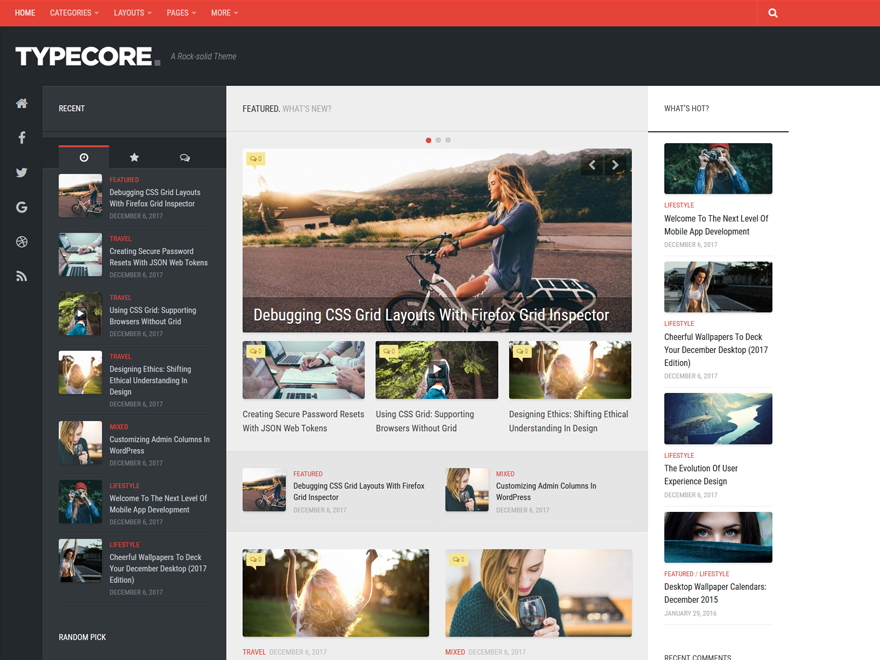 HOME CATEGORIES LAYOUTS PAGES MORE
TYPECORE. A Rock-solid Theme
RECENT
FEATURED
Debugging CSS Grid Layouts
With Firefox Grid Inspector
DECEMBER 6, 2017
TRAVEL
Creating Secure Password
Resets With JSON Web Tokens
DECEMBER 6, 2017
TRAVEL
Using CSS Grid: Supporting
Browsers Without Grid
DECEMBER 6, 2017
TRAVEL
Designing Ethics: Shifting
Ethical Understanding In
Design
DECEMBER 6, 2017
MIXED
Customizing Admin Columns In
WordPress
DECEMBER 6, 2017
LIFESTYLE
Welcome To The Next Level Of
Mobile App Development
DECEMBER 6, 2017
LIFESTYLE
Cheerful Wallpapers To Deck
Your December Desktop (2017
Edition)
DECEMBER 6, 2017
RANDOM PICK
FEATURED. WHAT'S NEW?
0
Debugging CSS Grid Layouts With Firefox Grid Inspector
0
Creating Secure Password Resets
With JSON Web Tokens
0
Using CSS Grid: Supporting
Browsers Without Grid
0
Designing Ethics: Shifting Ethical
Understanding In Design
FEATURED
Debugging CSS Grid Layouts With Firefox
Grid Inspector
DECEMBER 6, 2017
MIXED
Customizing Admin Columns In
WordPress
DECEMBER 6, 2017
0
TRAVEL DECEMBER 6, 2017
0
MIXED DECEMBER 6, 2017
WHAT'S HOT?
LIFESTYLE
Welcome To The Next Level Of
Mobile App Development
DECEMBER 6, 2017
LIFESTYLE
Cheerful Wallpapers To Deck
Your December Desktop (2017
Edition)
DECEMBER 6, 2017
LIFESTYLE
The Evolution Of User
Experience Design
DECEMBER 6, 2017
FEATURED / LIFESTYLE
Desktop Wallpaper Calendars:
December 2015
JANUARY 29, 2016
RECENT COMMENTS